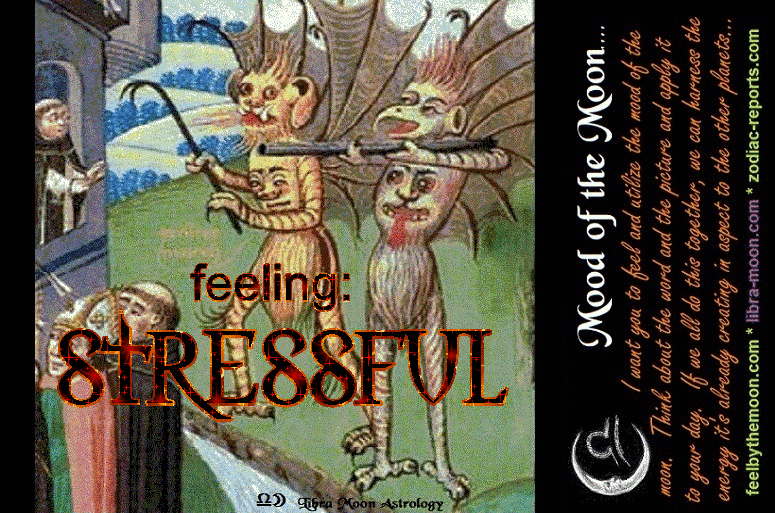 feeling:
STRESSFUL
Libra Moon Astrology
Mood of the Moon...
I want you to feel and utilize the mood of the
moon. Think about the word and the picture and apply it
to your day. If we all do this together, we can harness the
energy it's already creating in aspect to the other planets...
feelbythemoon.com * libra-moon.com * zodiac-reports.com